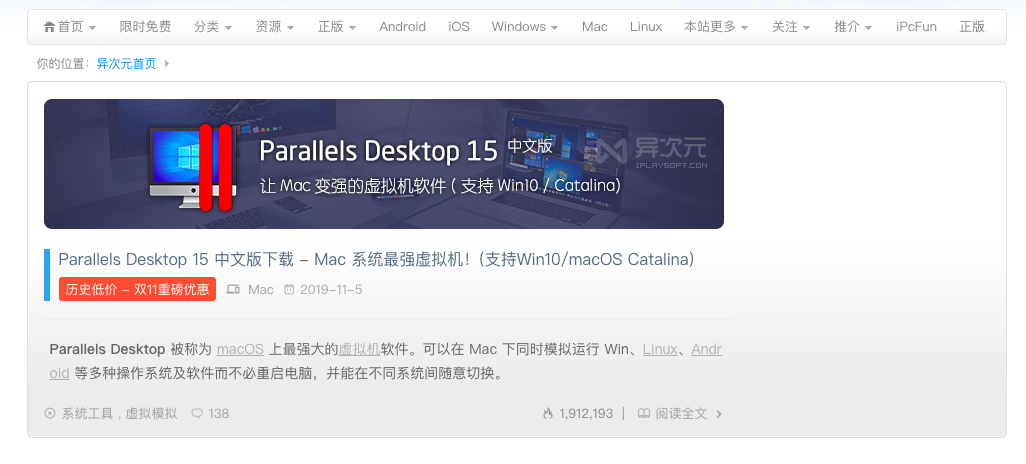 首页 限时免费 分类 资源 正版 Android iOS Windows Mac Linux 本站更多 关注 推介 iPcFun 正版
你的位置：异次元首页
Parallels Desktop 15 中文版
让 Mac 变强的虚拟机软件 ( 支持 Win10 / Catalina)
异次元
IPLAYSOFT.COM
Parallels Desktop 15 中文版下载 - Mac 系统最强虚拟机！(支持Win10/macOS Catalina)
历史低价 - 双11重磅优惠 Mac 2019-11-5
Parallels Desktop 被称为 macOS 上最强大的虚拟机软件。可以在 Mac 下同时模拟运行 Win、Linux、Andr
oid 等多种操作系统及软件而不必重启电脑，并能在不同系统间随意切换。
系统工具 , 虚拟模拟 138 1,912,193 | 阅读全文